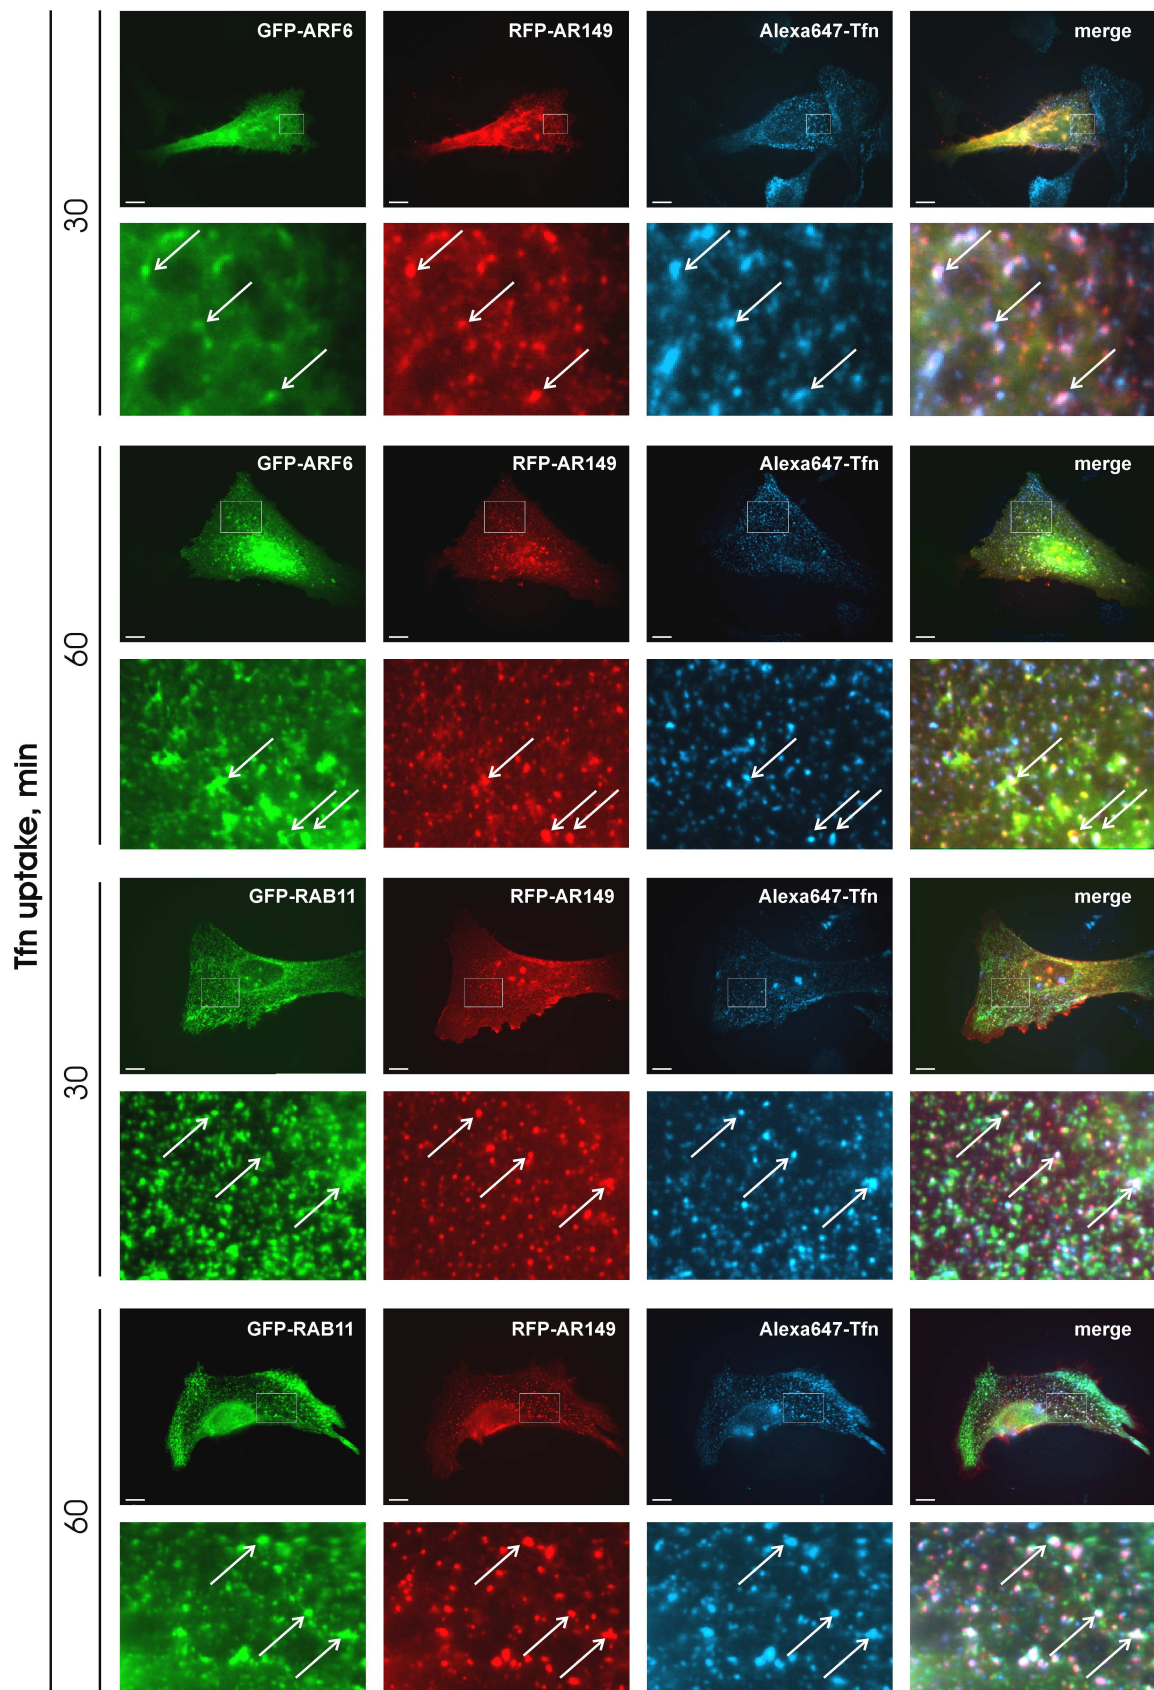 Tfn uptake, min
30
GFP-ARF6
RFP-AR149
Alexa647-Tfn
merge
60
GFP-ARF6
RFP-AR149
Alexa647-Tfn
merge
30
GFP-RAB11
RFP-AR149
Alexa647-Tfn
merge
60
GFP-RAB11
RFP-AR149
Alexa647-Tfn
merge